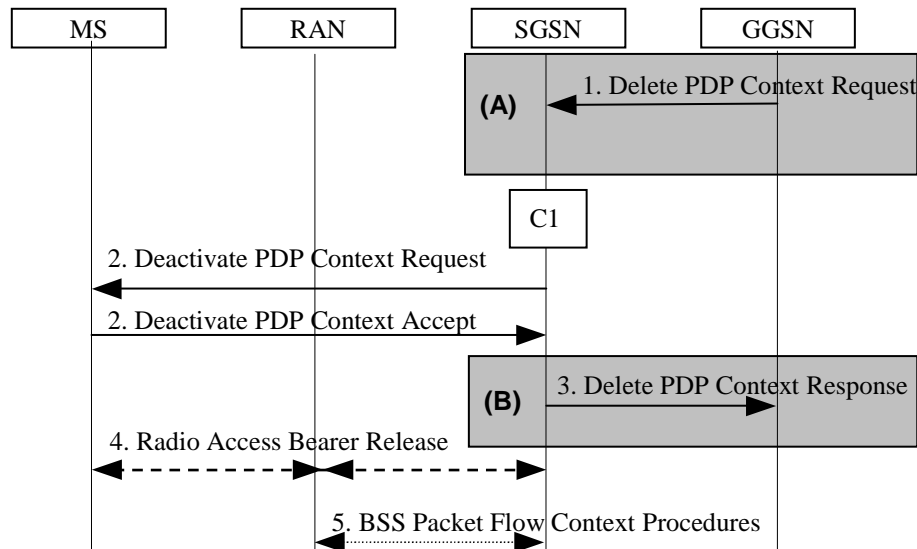 MS RAN SGSN GGSN
1. Delete PDP Context Request
(A)
C1
2. Deactivate PDP Context Request
2. Deactivate PDP Context Accept
3. Delete PDP Context Response
(B)
4. Radio Access Bearer Release
5. BSS Packet Flow Context Procedures